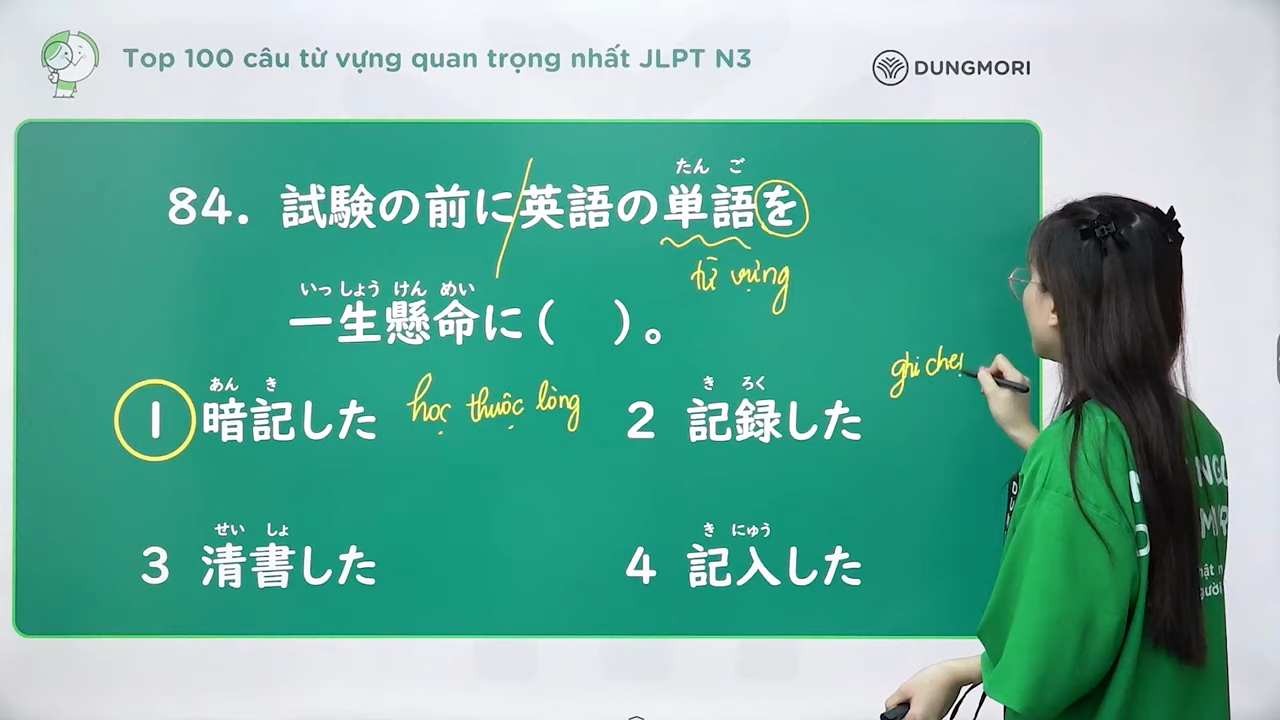 Top 100 câu từ vựng quan trọng nhất JLPT N3
DUNGMORI
たん ご
84. 試験の前に/英語の単語を
từ vựng
いっ しょう けん めい
一生懸命に(　)。
あん き
1 暗記した
học thuộc lòng
き ろく
2 記録した
ghi che
せい しょ
3 清書した
き にゅう
4 記入した